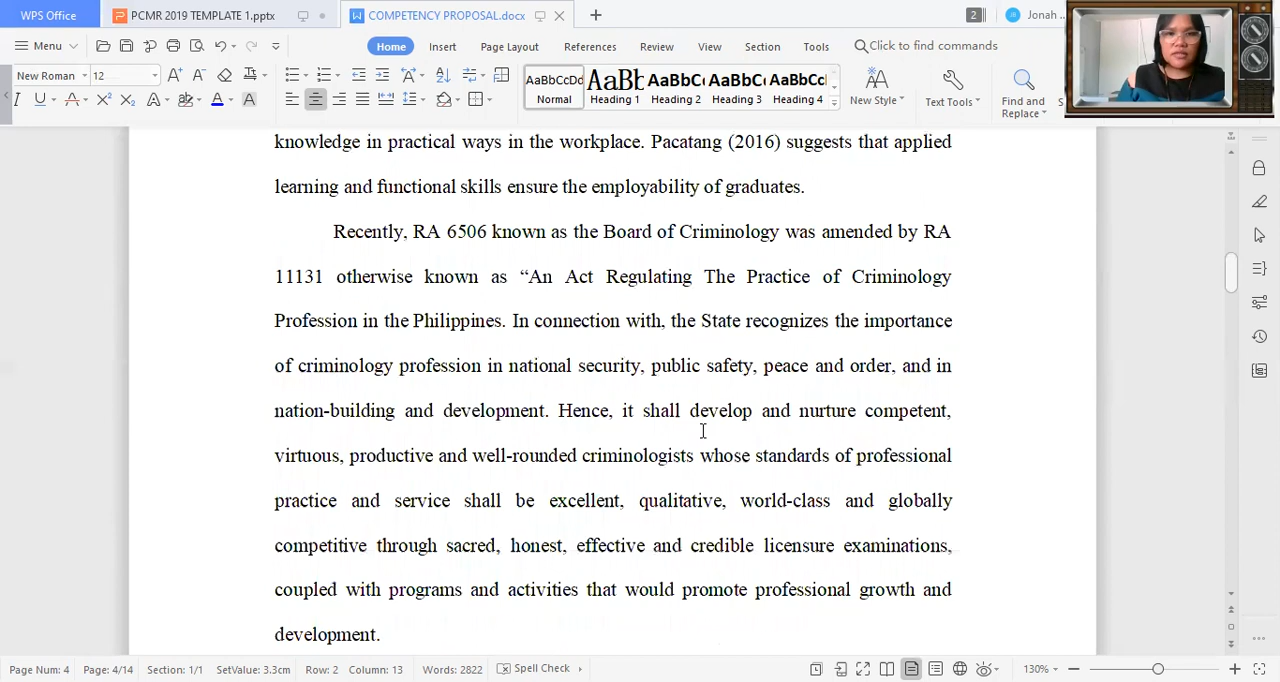 WPS Office
PCMR 2019 TEMPLATE 1.pptx
COMPETENCY PROPOSAL.docx
2
Jonah
Menu
Home
Insert
Page Layout
References
Review
View
Section
Tools
Click to find commands
New Roman
12
AaBbCcDd
Normal
AaBb
Heading 1
AaBbC
Heading 2
AaBbC
Heading 3
AaBbC
Heading 4
New Style
Text Tools
Find and
Replace
knowledge in practical ways in the workplace. Pacatang (2016) suggests that applied
learning and functional skills ensure the employability of graduates.
Recently, RA 6506 known as the Board of Criminology was amended by RA
11131 otherwise known as “An Act Regulating The Practice of Criminology
Profession in the Philippines. In connection with, the State recognizes the importance
of criminology profession in national security, public safety, peace and order, and in
nation-building and development. Hence, it shall develop and nurture competent,
virtuous, productive and well-rounded criminologists whose standards of professional
practice and service shall be excellent, qualitative, world-class and globally
competitive through sacred, honest, effective and credible licensure examinations,
coupled with programs and activities that would promote professional growth and
development.
Page Num: 4
Page: 4/14
Section: 1/1
SetValue: 3.3cm
Row: 2
Column: 13
Words: 2822
Spell Check
130%